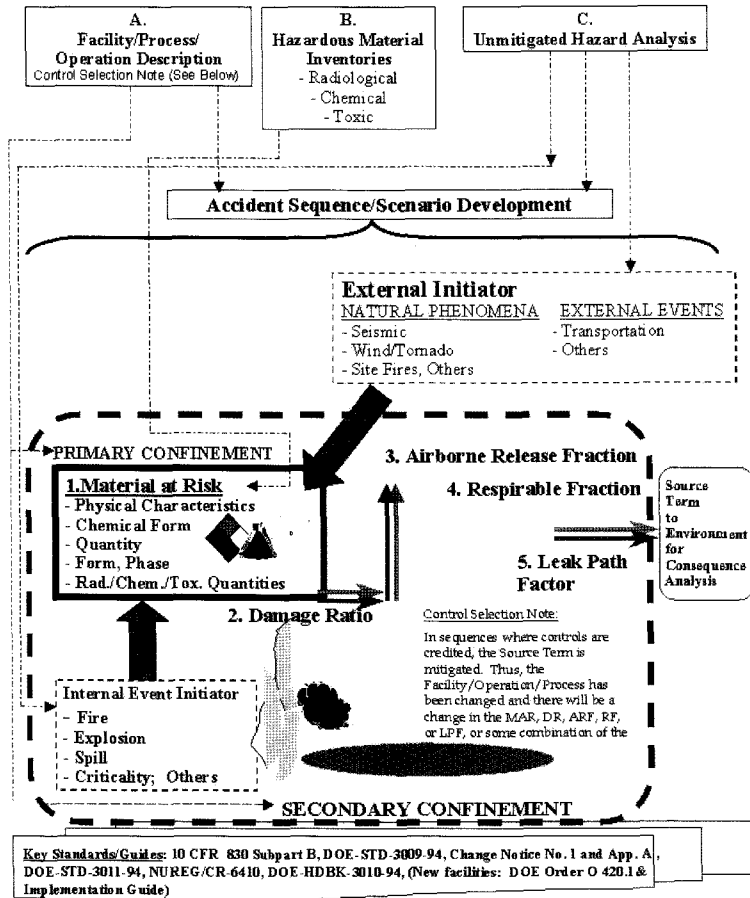 A.
Facility/Process/
Operation Description
Control Selection Note (See Below)
B.
Hazardous Material
Inventories
- Radiological
- Chemical
- Toxic
C.
Unmitigated Hazard Analysis
Accident Sequence/Scenario Development
External Initiator
NATURAL PHENOMENA
- Seismic
- Wind/Tornado
- Site Fires, Others
EXTERNAL EVENTS
- Transportation
- Others
PRIMARY CONFINEMENT
1.Material at Risk
- Physical Characteristics
- Chemical Form
- Quantity
- Form, Phase
- Rad./Chem./Tox. Quantities
2. Damage Ratio
3. Airborne Release Fraction
4. Respirable Fraction
5. Leak Path
Factor
Source
Term
to
Environment
for
Consequence
Analysis
Control Selection Note:
In sequences where controls are
credited, the Source Term is
mitigated. Thus, the
Facility/Operation/Process has
been changed and there will be a
change in the MAR, DR, ARF, RF,
or LPF, or some combination of the
Internal Event Initiator
- Fire
- Explosion
- Spill
- Criticality; Others
SECONDARY CONFINEMENT
Key Standards/Guides: 10 CFR 830 Subpart B, DOE-STD-3009-94, Change Notice No. 1 and App. A,
DOE-STD-3011-94, NUREG/CR-6410, DOE-HDBK-3010-94, (New facilities: DOE Order O 420.1 &
Implementation Guide)